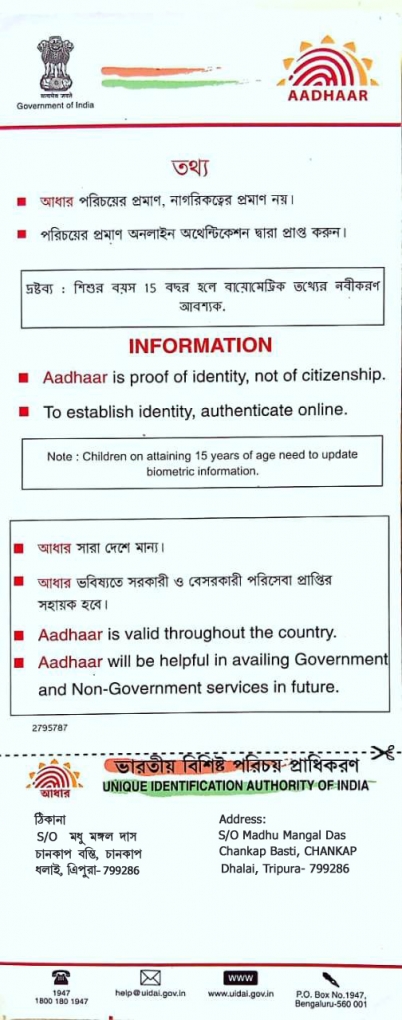 सत्यमेव जयते
Government of India
AADHAAR
তথ্য
আধার পরিচয়ের প্রমাণ, নাগরিকত্বের প্রমাণ নয়।
পরিচয়ের প্রমাণ অনলাইন অথেন্টিকেশন দ্বারা প্রাপ্ত করুন।
দ্রষ্টব্য : শিশুর বয়স 15 বছর হলে বায়োমেট্রিক তথ্যের নবীকরণ
আবশ্যক.
INFORMATION
Aadhaar is proof of identity, not of citizenship.
To establish identity, authenticate online.
Note : Children on attaining 15 years of age need to update
biometric information.
আধার সারা দেশে মান্য।
আধার ভবিষ্যতে সরকারী ও বেসরকারী পরিসেবা প্রাপ্তির
সহায়ক হবে।
Aadhaar is valid throughout the country.
Aadhaar will be helpful in availing Government
and Non-Government services in future.
2795787
ভারতীয় বিশিষ্ট পরিচয় প্রাধিকরণ
আধার
UNIQUE IDENTIFICATION AUTHORITY OF INDIA
ঠিকানা
S/O মধু মঙ্গল দাস
চানকাপ বস্তি, চানকাপ
ধলাই, ত্রিপুরা- 799286
Address:
S/O Madhu Mangal Das
Chankap Basti, CHANKAP
Dhalai, Tripura- 799286
1947
1800 180 1947
help@uidai.gov.in
www
www.uidai.gov.in
P.O. Box No.1947,
Bengaluru-560 001